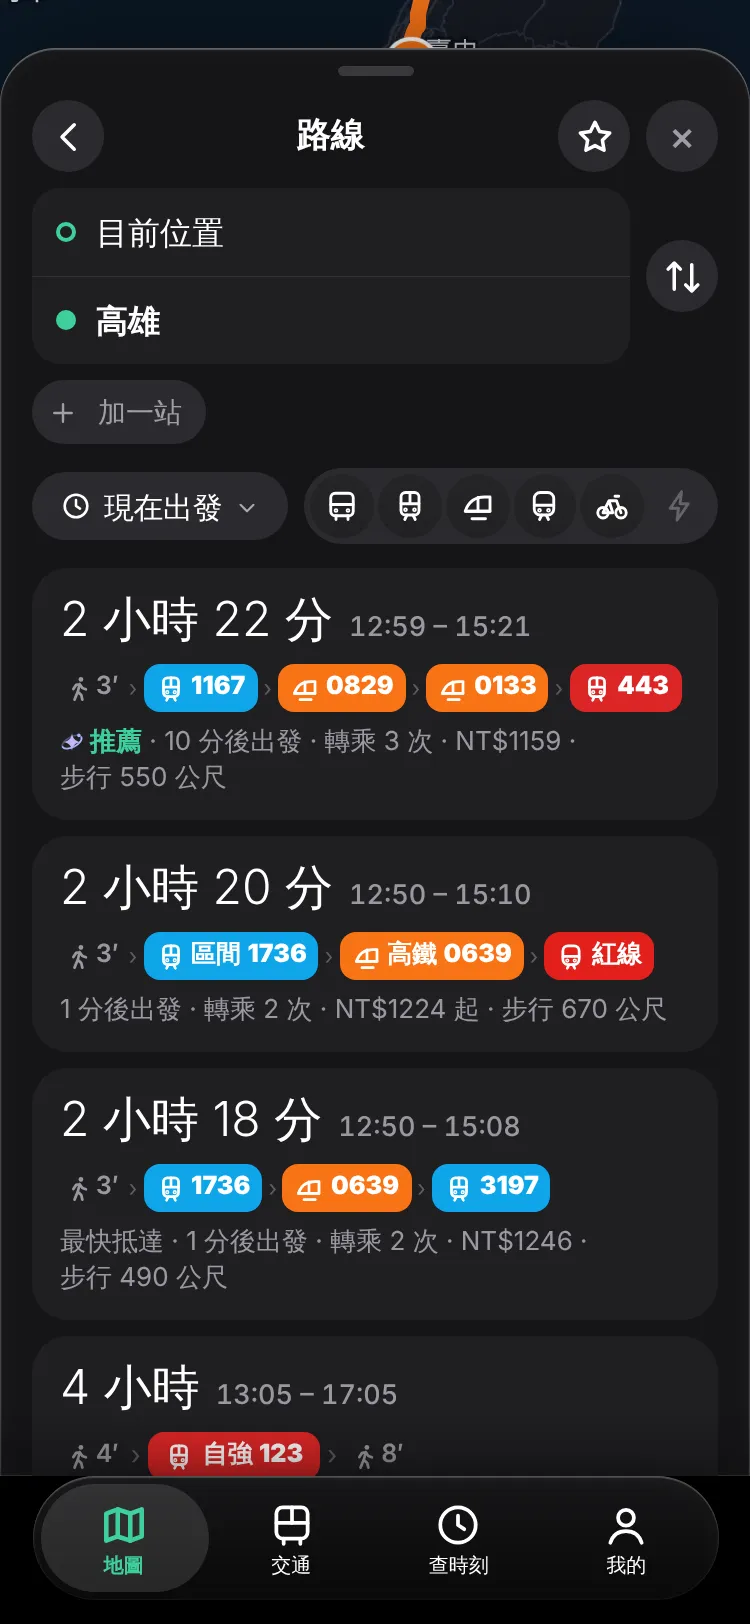 路線
目前位置
高雄
加一站
現在出發
2 小時 22 分 12:59 – 15:21
3′ › 1167 › 0829 › 0133 › 443
推薦 · 10 分後出發 · 轉乘 3 次 · NT$1159 ·
步行 550 公尺
2 小時 20 分 12:50 – 15:10
3′ › 區間 1736 › 高鐵 0639 › 紅線
1 分後出發 · 轉乘 2 次 · NT$1224 起 · 步行 670 公尺
2 小時 18 分 12:50 – 15:08
3′ › 1736 › 0639 › 3197
最快抵達 · 1 分後出發 · 轉乘 2 次 · NT$1246 ·
步行 490 公尺
4 小時 13:05 – 17:05
4′ › 自強 123 › 8′
地圖 交通 查時刻 我的